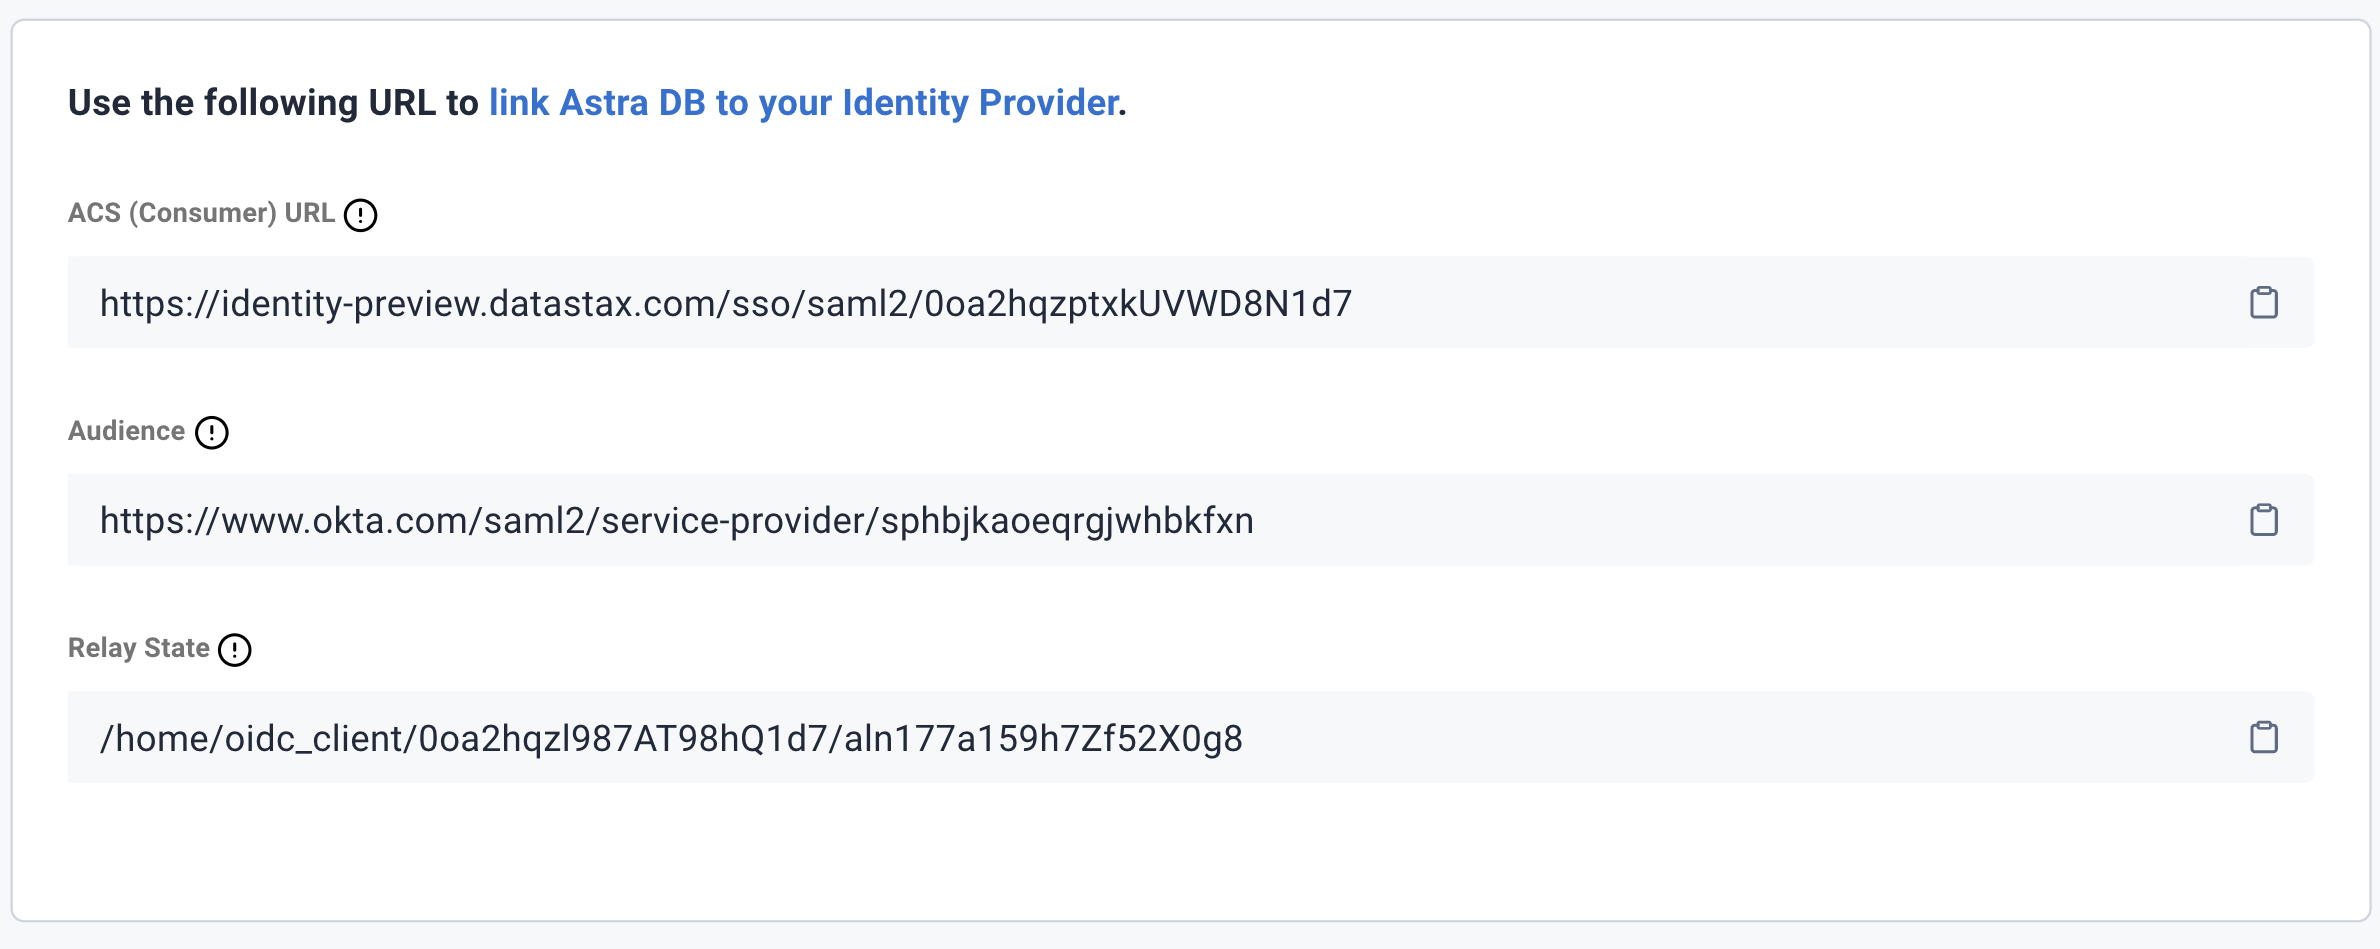 Use the following URL to link Astra DB to your Identity Provider.
ACS (Consumer) URL
https://identity-preview.datastax.com/sso/saml2/0oa2hqzptxkUVWD8N1d7
Audience
https://www.okta.com/saml2/service-provider/sphbjkaoeqrgjwhbkfxn
Relay State
/home/oidc_client/0oa2hqzl987AT98hQ1d7/aln177a159h7Zf52X0g8